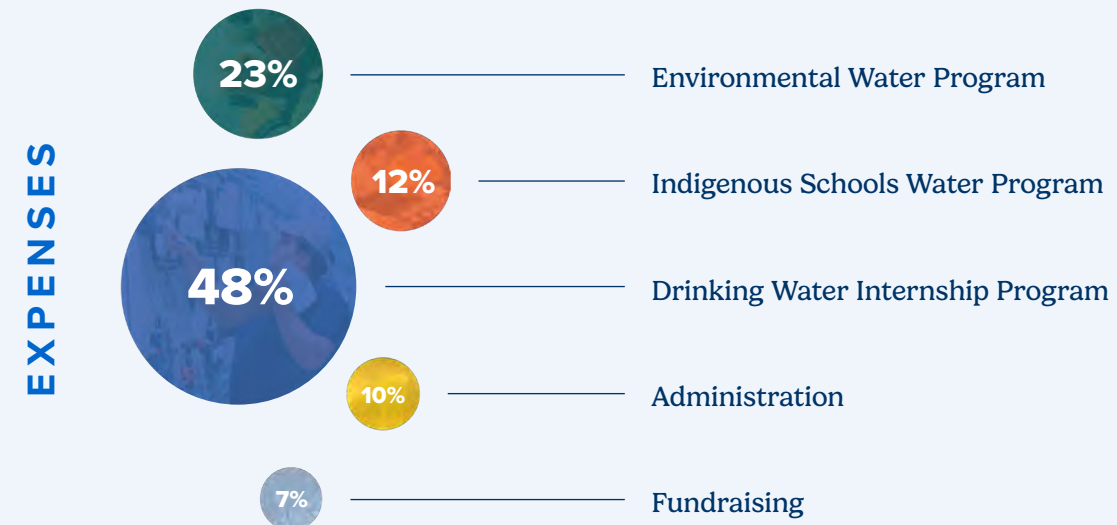 EXPENSES
23%
Environmental Water Program
12%
Indigenous Schools Water Program
48%
Drinking Water Internship Program
10%
Administration
7%
Fundraising